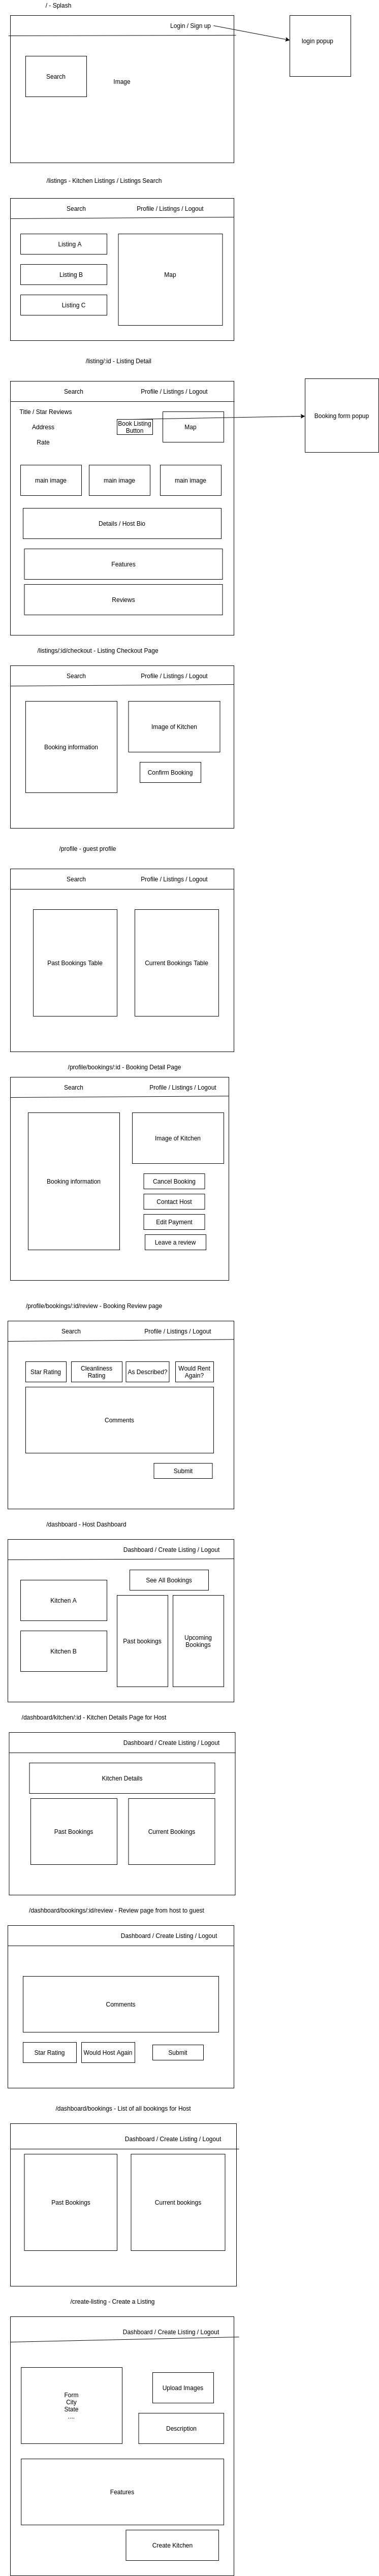 / - Splash
Login / Sign up
login popup
Search
Image
/listings - Kitchen Listings / Listings Search
Search
Profile / Listings / Logout
Listing A
Listing B
Listing C
Map
/listing/:id - Listing Detail
Search
Profile / Listings / Logout
Title / Star Reviews
Address
Rate
Book Listing
Button
Map
Booking form popup
main image
main image
main image
Details / Host Bio
Features
Reviews
/listings/:id/checkout - Listing Checkout Page
Search
Profile / Listings / Logout
Booking information
Image of Kitchen
Confirm Booking
/profile - guest profile
Search
Profile / Listings / Logout
Past Bookings Table
Current Bookings Table
/profile/bookings/:id - Booking Detail Page
Search
Profile / Listings / Logout
Booking information
Image of Kitchen
Cancel Booking
Contact Host
Edit Payment
Leave a review
/profile/bookings/:id/review - Booking Review page
Search
Profile / Listings / Logout
Star Rating
Cleanliness
Rating
As Described?
Would Rent
Again?
Comments
Submit
/dashboard - Host Dashboard
Dashboard / Create Listing / Logout
See All Bookings
Kitchen A
Kitchen B
Past bookings
Upcoming
Bookings
/dashboard/kitchen/:id - Kitchen Details Page for Host
Dashboard / Create Listing / Logout
Kitchen Details
Past Bookings
Current Bookings
/dashboard/bookings/:id/review - Review page from host to guest
Dashboard / Create Listing / Logout
Comments
Star Rating
Would Host Again
Submit
/dashboard/bookings - List of all bookings for Host
Dashboard / Create Listing / Logout
Past Bookings
Current bookings
/create-listing - Create a Listing
Dashboard / Create Listing / Logout
Form
City
State
....
Upload Images
Description
Features
Create Kitchen